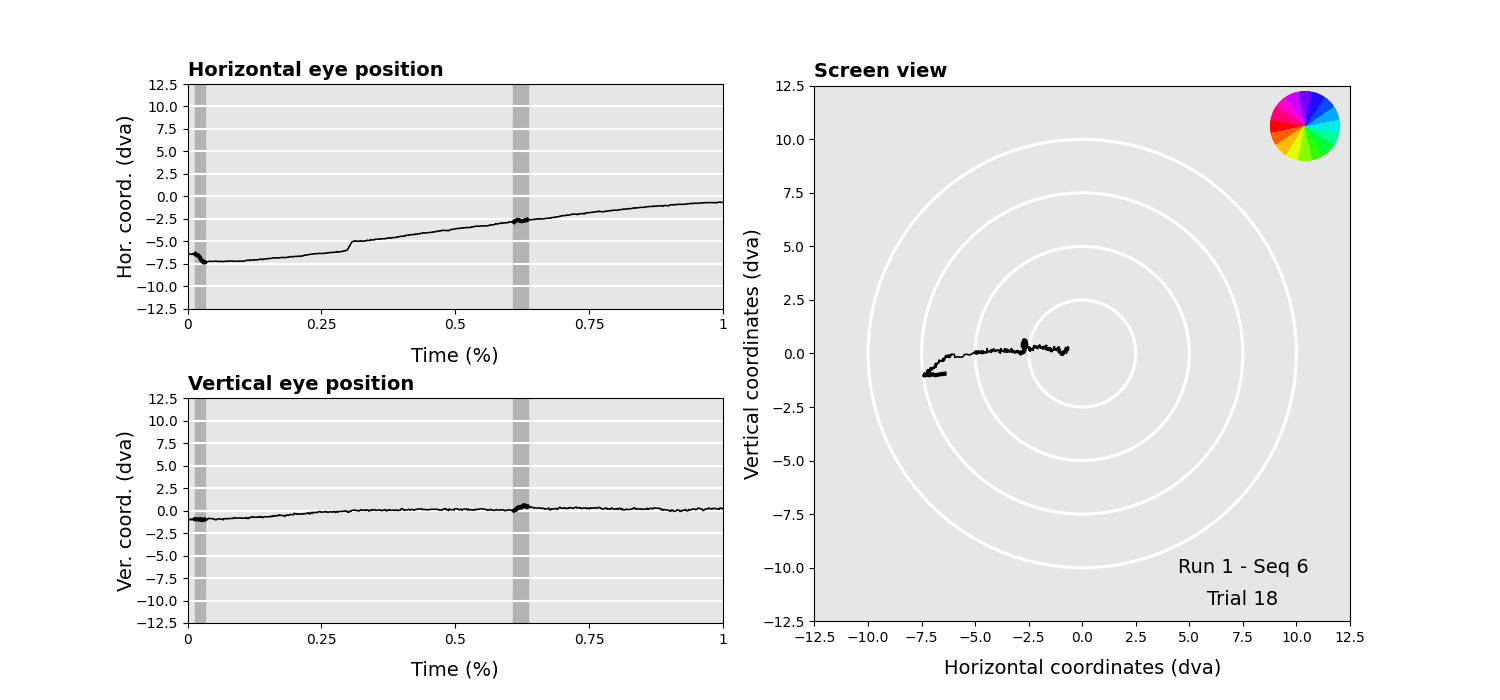 Horizontal eye position
12.5
10.0
7.5
5.0
2.5
0.0
−2.5
−5.0
−7.5
−10.0
−12.5
Hor. coord. (dva)
0 0.25 0.5 0.75 1
Time (%)
Vertical eye position
12.5
10.0
7.5
5.0
2.5
0.0
−2.5
−5.0
−7.5
−10.0
−12.5
Ver. coord. (dva)
0 0.25 0.5 0.75 1
Time (%)
Screen view
12.5
10.0
7.5
5.0
2.5
0.0
−2.5
−5.0
−7.5
−10.0
−12.5
Vertical coordinates (dva)
Run 1 - Seq 6
Trial 18
−12.5 −10.0 −7.5 −5.0 −2.5 0.0 2.5 5.0 7.5 10.0 12.5
Horizontal coordinates (dva)